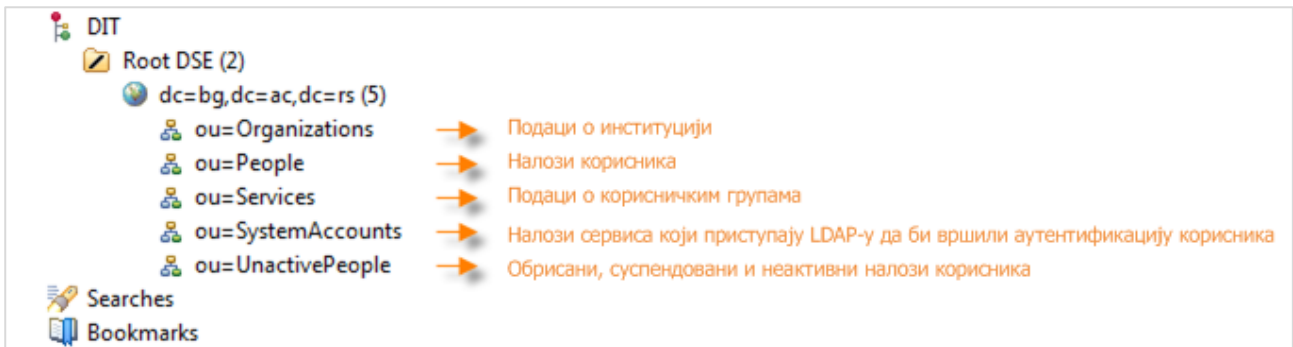 DIT
Root DSE (2)
dc=bg,dc=ac,dc=rs (5)
ou=Organizations Подаци о институцији
ou=People Налози корисника
ou=Services Подаци о корисничким групама
ou=SystemAccounts Налози сервиса који приступају LDAP-у да би вршили аутентификацију корисника
ou=UnactivePeople Обрисани, суспендовани и неактивни налози корисника
Searches
Bookmarks